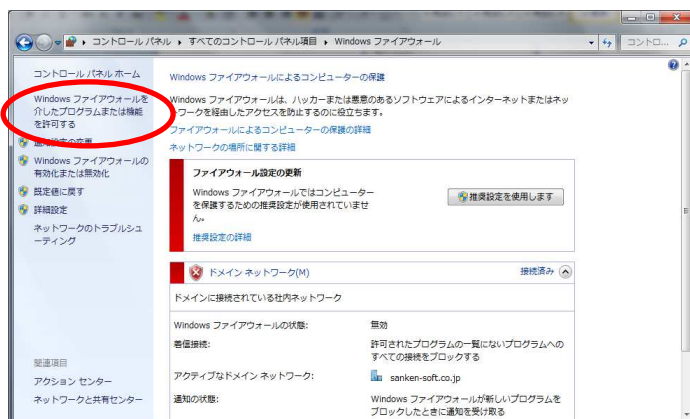 コントロール パネル ▸ すべてのコントロール パネル項目 ▸ Windows ファイアウォール
コントロ...
コントロール パネル ホーム
Windows ファイアウォールを
介したプログラムまたは機能
を許可する
通知設定の変更
Windows ファイアウォールの
有効化または無効化
既定値に戻す
詳細設定
ネットワークのトラブルシュ
ーティング
関連項目
アクション センター
ネットワークと共有センター
Windows ファイアウォールによるコンピューターの保護
Windows ファイアウォールは、ハッカーまたは悪意のあるソフトウェアによるインターネットまたはネッ
トワークを経由したアクセスを防止するのに役立ちます。
ファイアウォールによるコンピューターの保護の詳細
ネットワークの場所に関する詳細
ファイアウォール設定の更新
Windows ファイアウォールではコンピューター
を保護するための推奨設定が使用されていませ
ん。
推奨設定を使用します
推奨設定の詳細
ドメイン ネットワーク(M)
接続済み
ドメインに接続されている社内ネットワーク
Windows ファイアウォールの状態:
無効
着信接続:
許可されたプログラムの一覧にないプログラムへの
すべての接続をブロックする
アクティブなドメイン ネットワーク:
sanken-soft.co.jp
通知の状態:
Windows ファイアウォールが新しいプログラムを
ブロックしたときに通知を受け取る